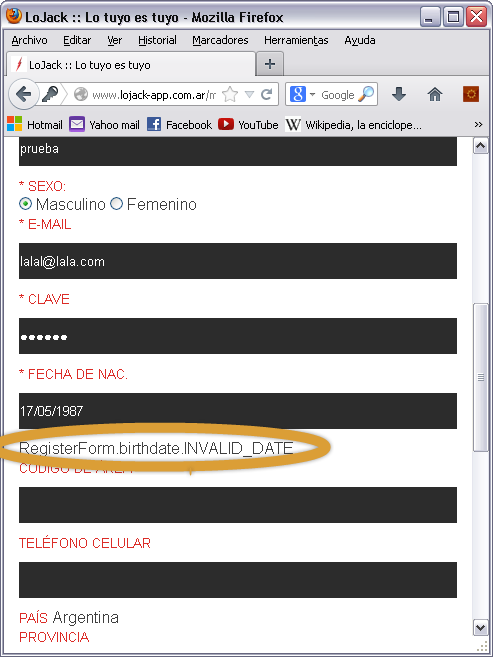 LoJack :: Lo tuyo es tuyo - Mozilla Firefox
Archivo Editar Ver Historial Marcadores Herramientas Ayuda
LoJack :: Lo tuyo es tuyo
www.lojack-app.com.ar/m Google
Hotmail Yahoo mail Facebook YouTube Wikipedia, la enciclope... »
prueba
* SEXO:
Masculino Femenino
* E-MAIL
lalal@lala.com
* CLAVE
●●●●●●
* FECHA DE NAC.
17/05/1987
RegisterForm.birthdate.INVALID_DATE
CÓDIGO DE ÁREA
TELÉFONO CELULAR
PAÍS Argentina
PROVINCIA